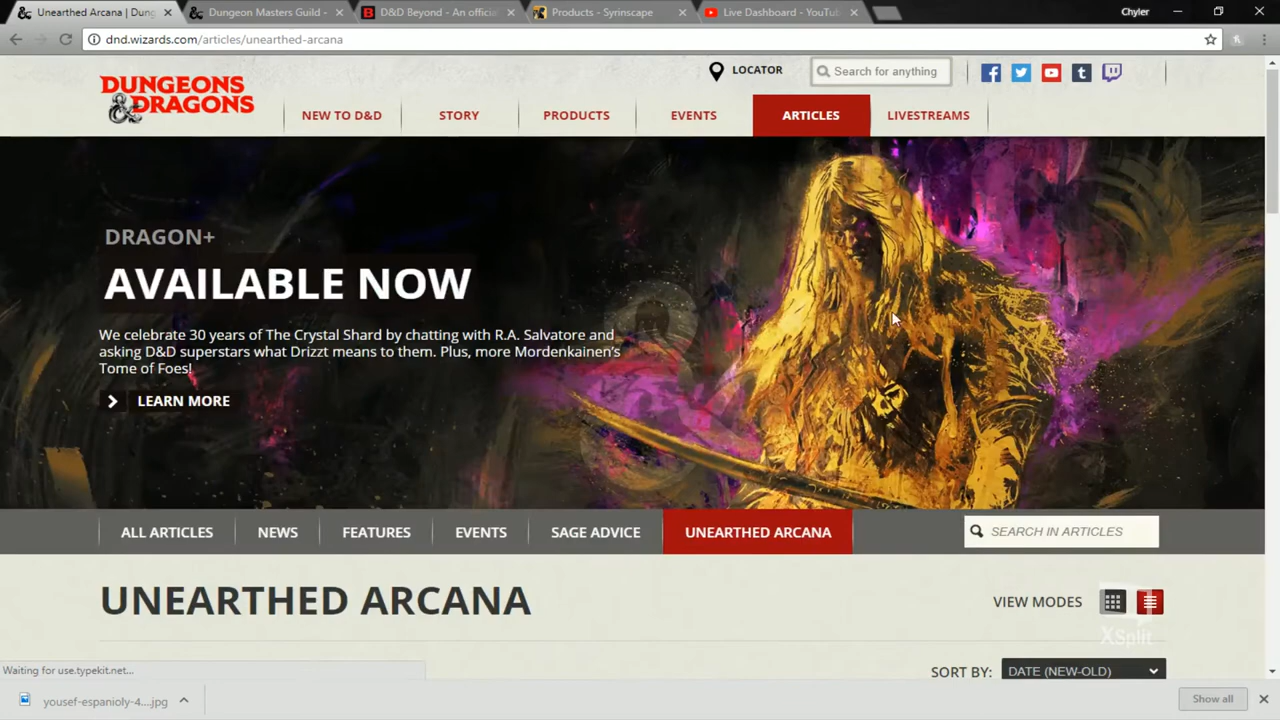 Unearthed Arcana | Dung
Dungeon Masters Guild -
D&D Beyond - An officia
Products - Syrinscape
Live Dashboard - YouTu
Chyler
dnd.wizards.com/articles/unearthed-arcana
DUNGEONS
& DRAGONS
LOCATOR
Search for anything
NEW TO D&D
STORY
PRODUCTS
EVENTS
ARTICLES
LIVESTREAMS
DRAGON+
AVAILABLE NOW
We celebrate 30 years of The Crystal Shard by chatting with R.A. Salvatore and
asking D&D superstars what Drizzt means to them. Plus, more Mordenkainen's
Tome of Foes!
LEARN MORE
ALL ARTICLES
NEWS
FEATURES
EVENTS
SAGE ADVICE
UNEARTHED ARCANA
SEARCH IN ARTICLES
UNEARTHED ARCANA
VIEW MODES
XSplit
Waiting for use.typekit.net...
SORT BY:
DATE (NEW-OLD)
yousef-espanioly-4....jpg
Show all